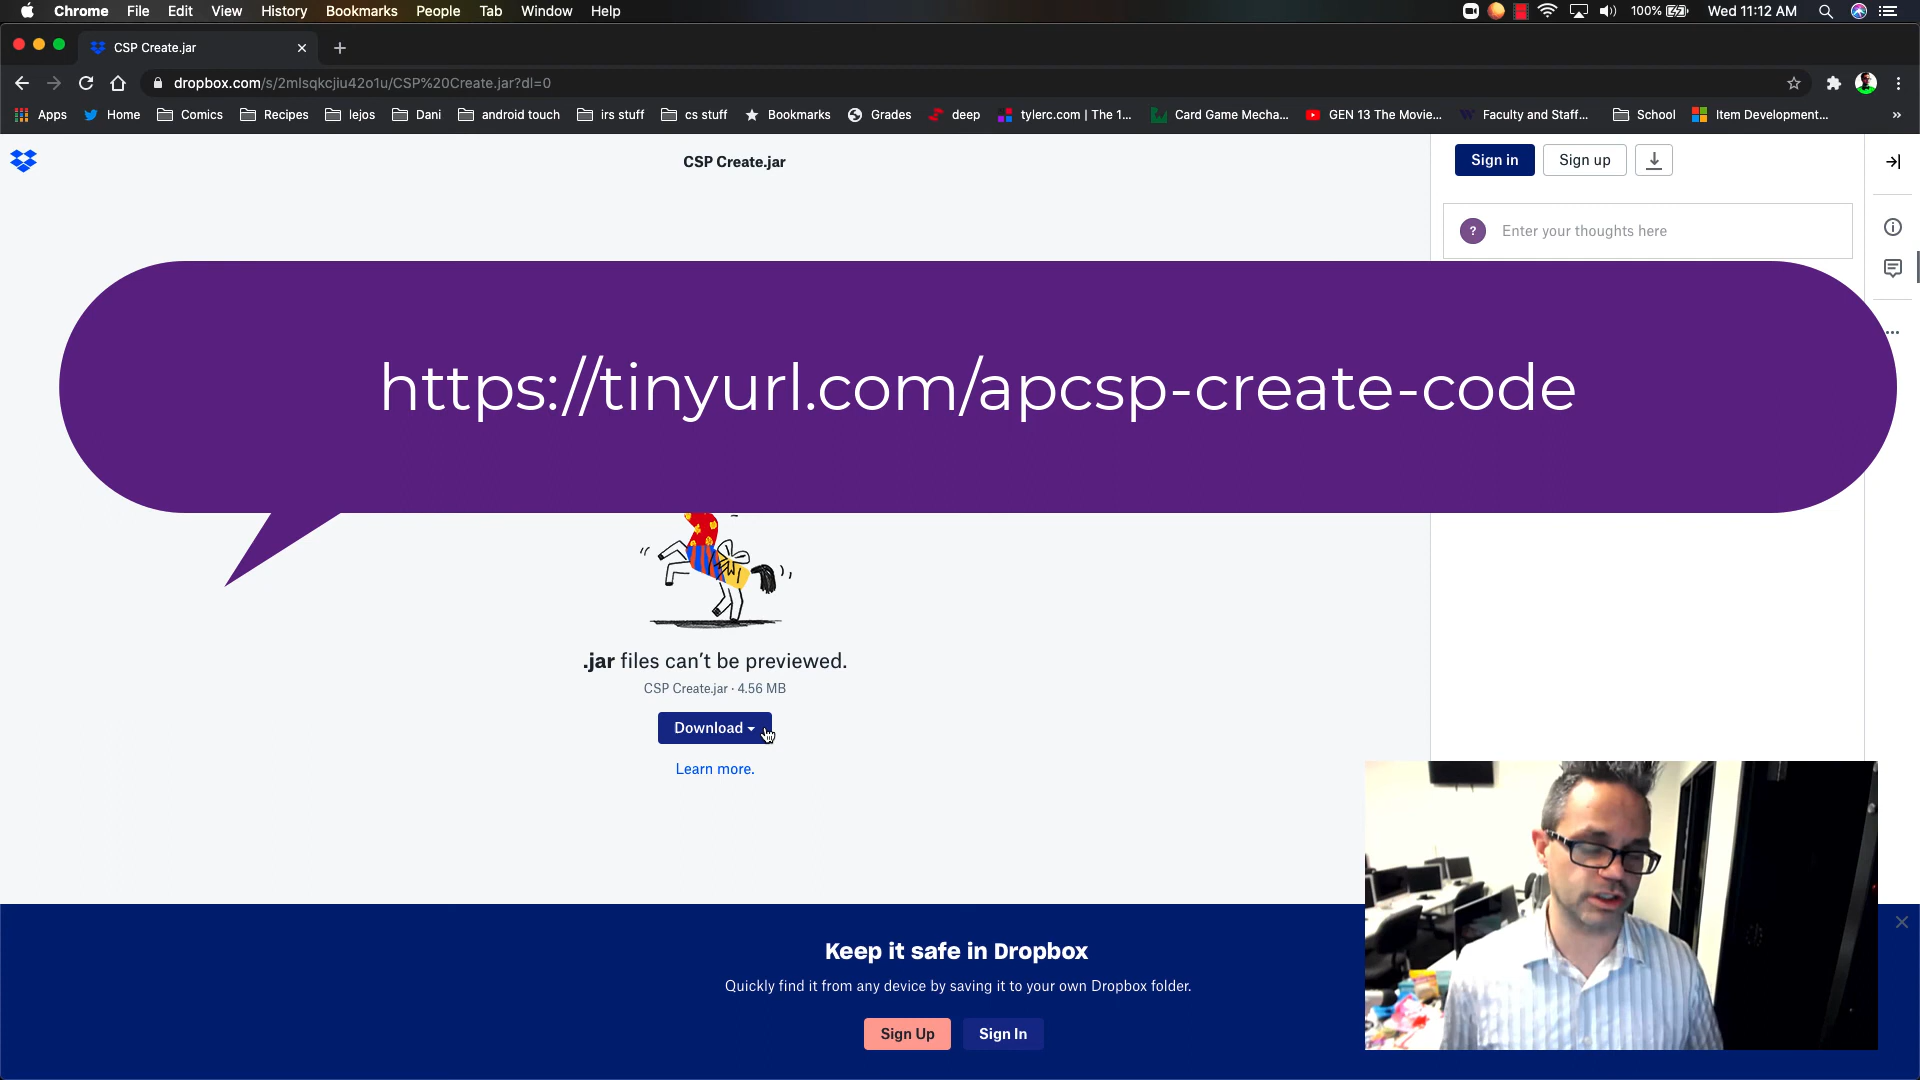 Chrome File Edit View History Bookmarks People Tab Window Help 100% Wed 11:12 AM
CSP Create.jar
dropbox.com/s/2mlsqkcjiu42o1u/CSP%20Create.jar?dl=0
Apps Home Comics Recipes lejos Dani android touch irs stuff cs stuff Bookmarks Grades deep tylerc.com | The 1... Card Game Mecha... GEN 13 The Movie... Faculty and Staff... School Item Development... »
CSP Create.jar
Sign in Sign up
? Enter your thoughts here
https://tinyurl.com/apcsp-create-code
.jar files can't be previewed.
CSP Create.jar · 4.56 MB
Download
Learn more.
Keep it safe in Dropbox
Quickly find it from any device by saving it to your own Dropbox folder.
Sign Up Sign In